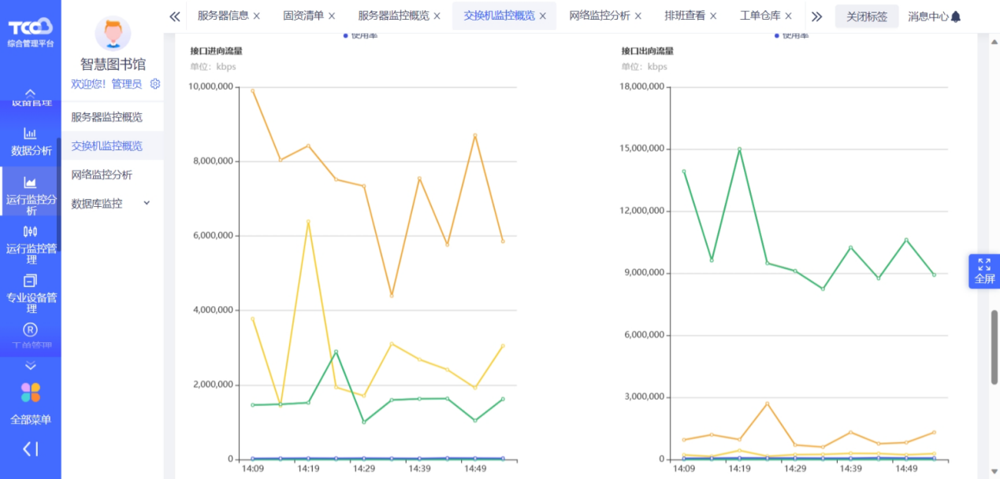 TCC
综合管理平台
设备管理
数据分析
运行监控分
析
运行监控管
理
专业设备管
理
工单管理
全部菜单
智慧图书馆
欢迎您！管理员
服务器监控概览
交换机监控概览
网络监控分析
数据库监控
服务器信息 ×
固资清单 ×
服务器监控概览 ×
交换机监控概览 ×
网络监控分析 ×
排班查看 ×
工单仓库 ×
关闭标签
消息中心
使用率
接口进向流量
单位：kbps
10,000,000
8,000,000
6,000,000
4,000,000
2,000,000
0
14:09 14:19 14:29 14:39 14:49
使用率
接口出向流量
单位：kbps
18,000,000
15,000,000
12,000,000
9,000,000
6,000,000
3,000,000
0
14:09 14:19 14:29 14:39 14:49
全屏